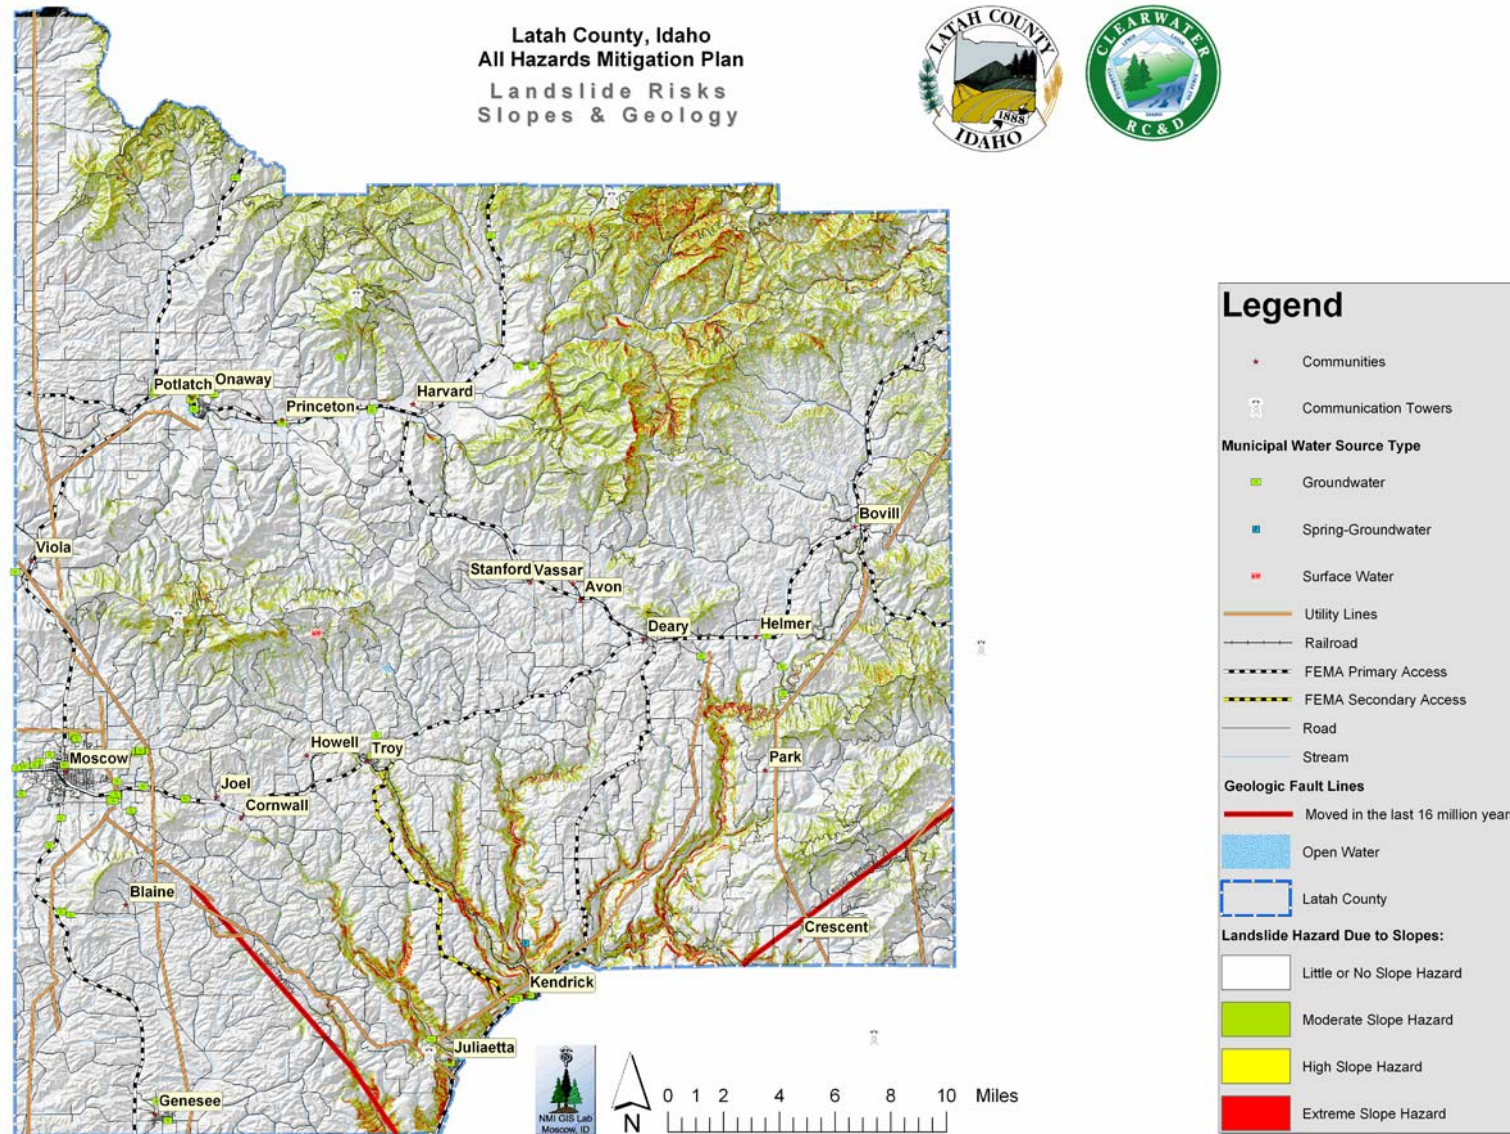 Latah County, Idaho
All Hazards Mitigation Plan
Landslide Risks
Slopes & Geology
LATAH COUNTY
1888
IDAHO
CLEARWATER
LEWIS
LATAH
IDAHO
RC&D
Potlatch
Onaway
Princeton
Harvard
Bovill
Viola
Stanford
Vassar
Avon
Deary
Helmer
Howell
Troy
Moscow
Park
Joel
Cornwall
Blaine
Crescent
Kendrick
Juliaetta
Genesee
NMI GIS Lab
Moscow, ID
N
0 1 2 4 6 8 10 Miles
Legend
Communities
Communication Towers
Municipal Water Source Type
Groundwater
Spring-Groundwater
Surface Water
Utility Lines
Railroad
FEMA Primary Access
FEMA Secondary Access
Road
Stream
Geologic Fault Lines
Moved in the last 16 million year
Open Water
Latah County
Landslide Hazard Due to Slopes:
Little or No Slope Hazard
Moderate Slope Hazard
High Slope Hazard
Extreme Slope Hazard